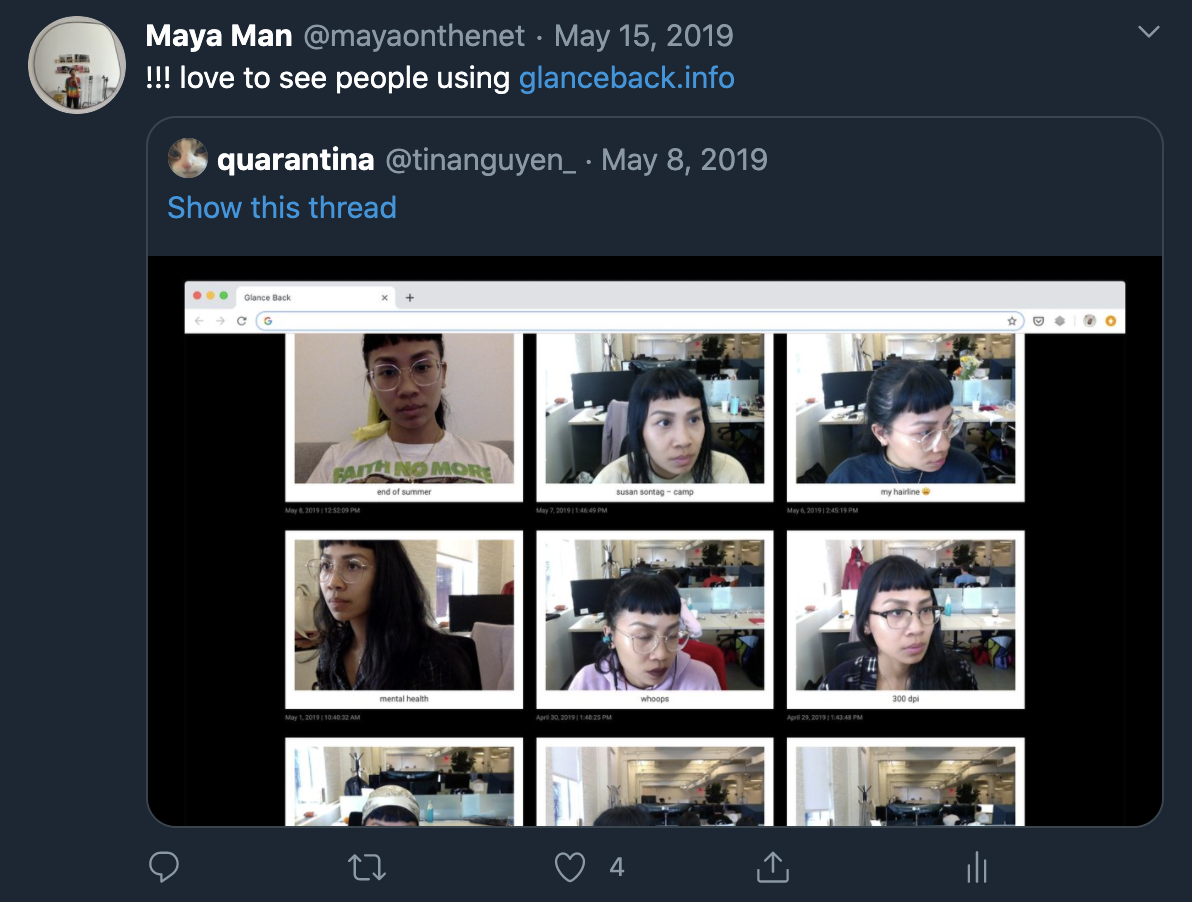 Maya Man @mayaonthenet · May 15, 2019
!!! love to see people using glanceback.info
quarantina @tinanguyen_ · May 8, 2019
Show this thread
Glance Back
FAITH NO MORE
end of summer
susan sontag – camp
my hairline 😄
May 8, 2019 | 12:52:09 PM
May 7, 2019 | 1:46:49 PM
May 6, 2019 | 2:45:19 PM
mental health
whoops
300 dpi
May 1, 2019 | 10:40:32 AM
April 30, 2019 | 1:48:25 PM
April 29, 2019 | 1:43:48 PM
4